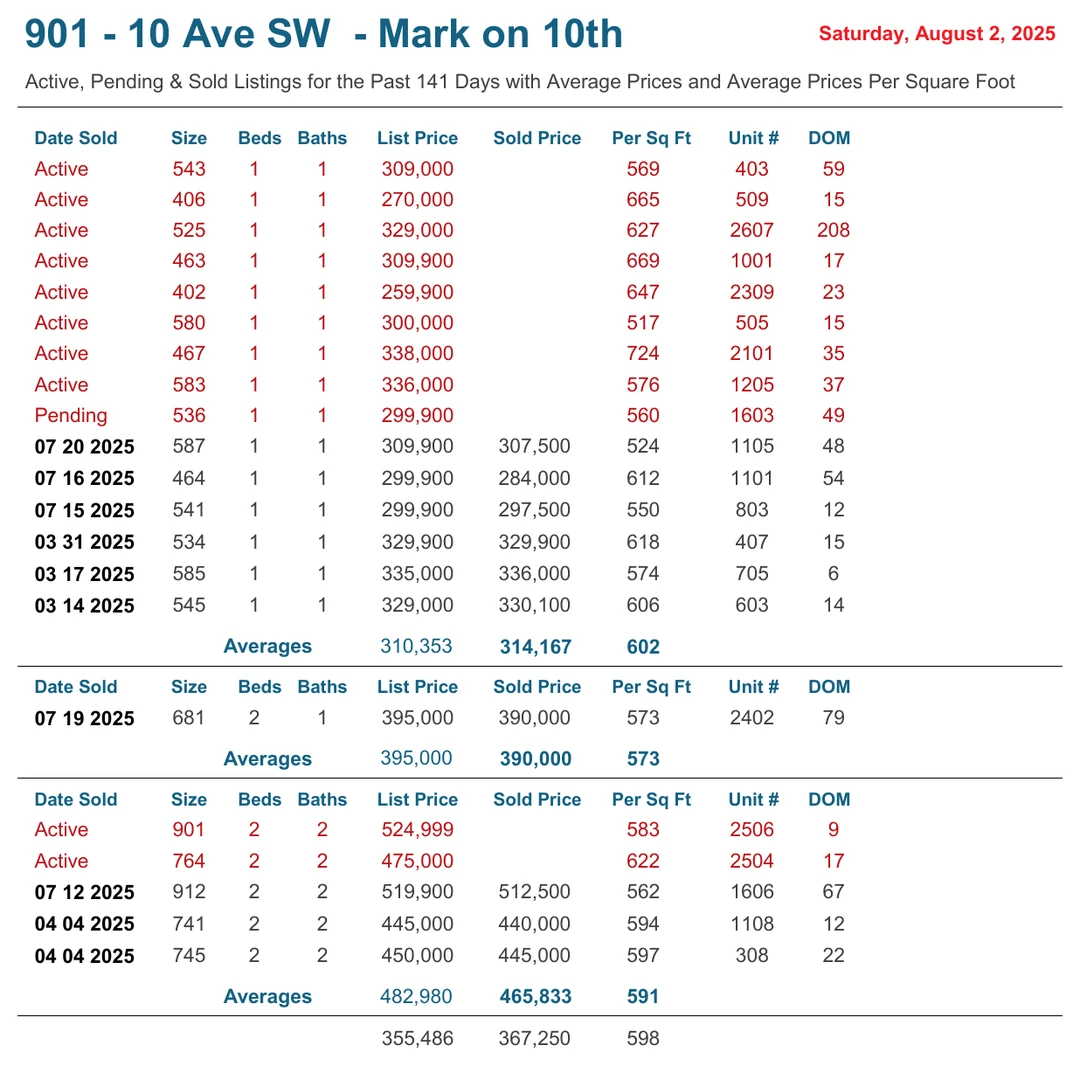 901 - 10 Ave SW - Mark on 10th Saturday, August 2, 2025
Active, Pending & Sold Listings for the Past 141 Days with Average Prices and Average Prices Per Square Foot
Date Sold Size Beds Baths List Price Sold Price Per Sq Ft Unit # DOM
Active 543 1 1 309,000 569 403 59
Active 406 1 1 270,000 665 509 15
Active 525 1 1 329,000 627 2607 208
Active 463 1 1 309,900 669 1001 17
Active 402 1 1 259,900 647 2309 23
Active 580 1 1 300,000 517 505 15
Active 467 1 1 338,000 724 2101 35
Active 583 1 1 336,000 576 1205 37
Pending 536 1 1 299,900 560 1603 49
07 20 2025 587 1 1 309,900 307,500 524 1105 48
07 16 2025 464 1 1 299,900 284,000 612 1101 54
07 15 2025 541 1 1 299,900 297,500 550 803 12
03 31 2025 534 1 1 329,900 329,900 618 407 15
03 17 2025 585 1 1 335,000 336,000 574 705 6
03 14 2025 545 1 1 329,000 330,100 606 603 14
Averages 310,353 314,167 602
Date Sold Size Beds Baths List Price Sold Price Per Sq Ft Unit # DOM
07 19 2025 681 2 1 395,000 390,000 573 2402 79
Averages 395,000 390,000 573
Date Sold Size Beds Baths List Price Sold Price Per Sq Ft Unit # DOM
Active 901 2 2 524,999 583 2506 9
Active 764 2 2 475,000 622 2504 17
07 12 2025 912 2 2 519,900 512,500 562 1606 67
04 04 2025 741 2 2 445,000 440,000 594 1108 12
04 04 2025 745 2 2 450,000 445,000 597 308 22
Averages 482,980 465,833 591
355,486 367,250 598